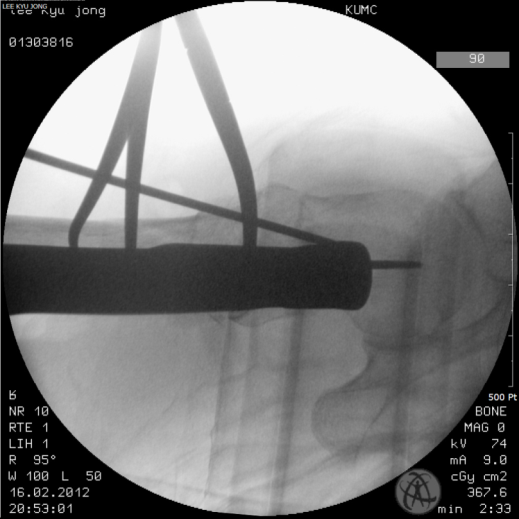 LEE KYU JONG
Lee Kyu jong
KUMC
01303816
90
500 Pt
R
NR 10
RTE 1
LIH 1
R 95°
W 100 L 50
16.02.2012
20:53:01
BONE
MAG 0
kV 74
mA 9.0
cGy cm2
367.6
min 2:33